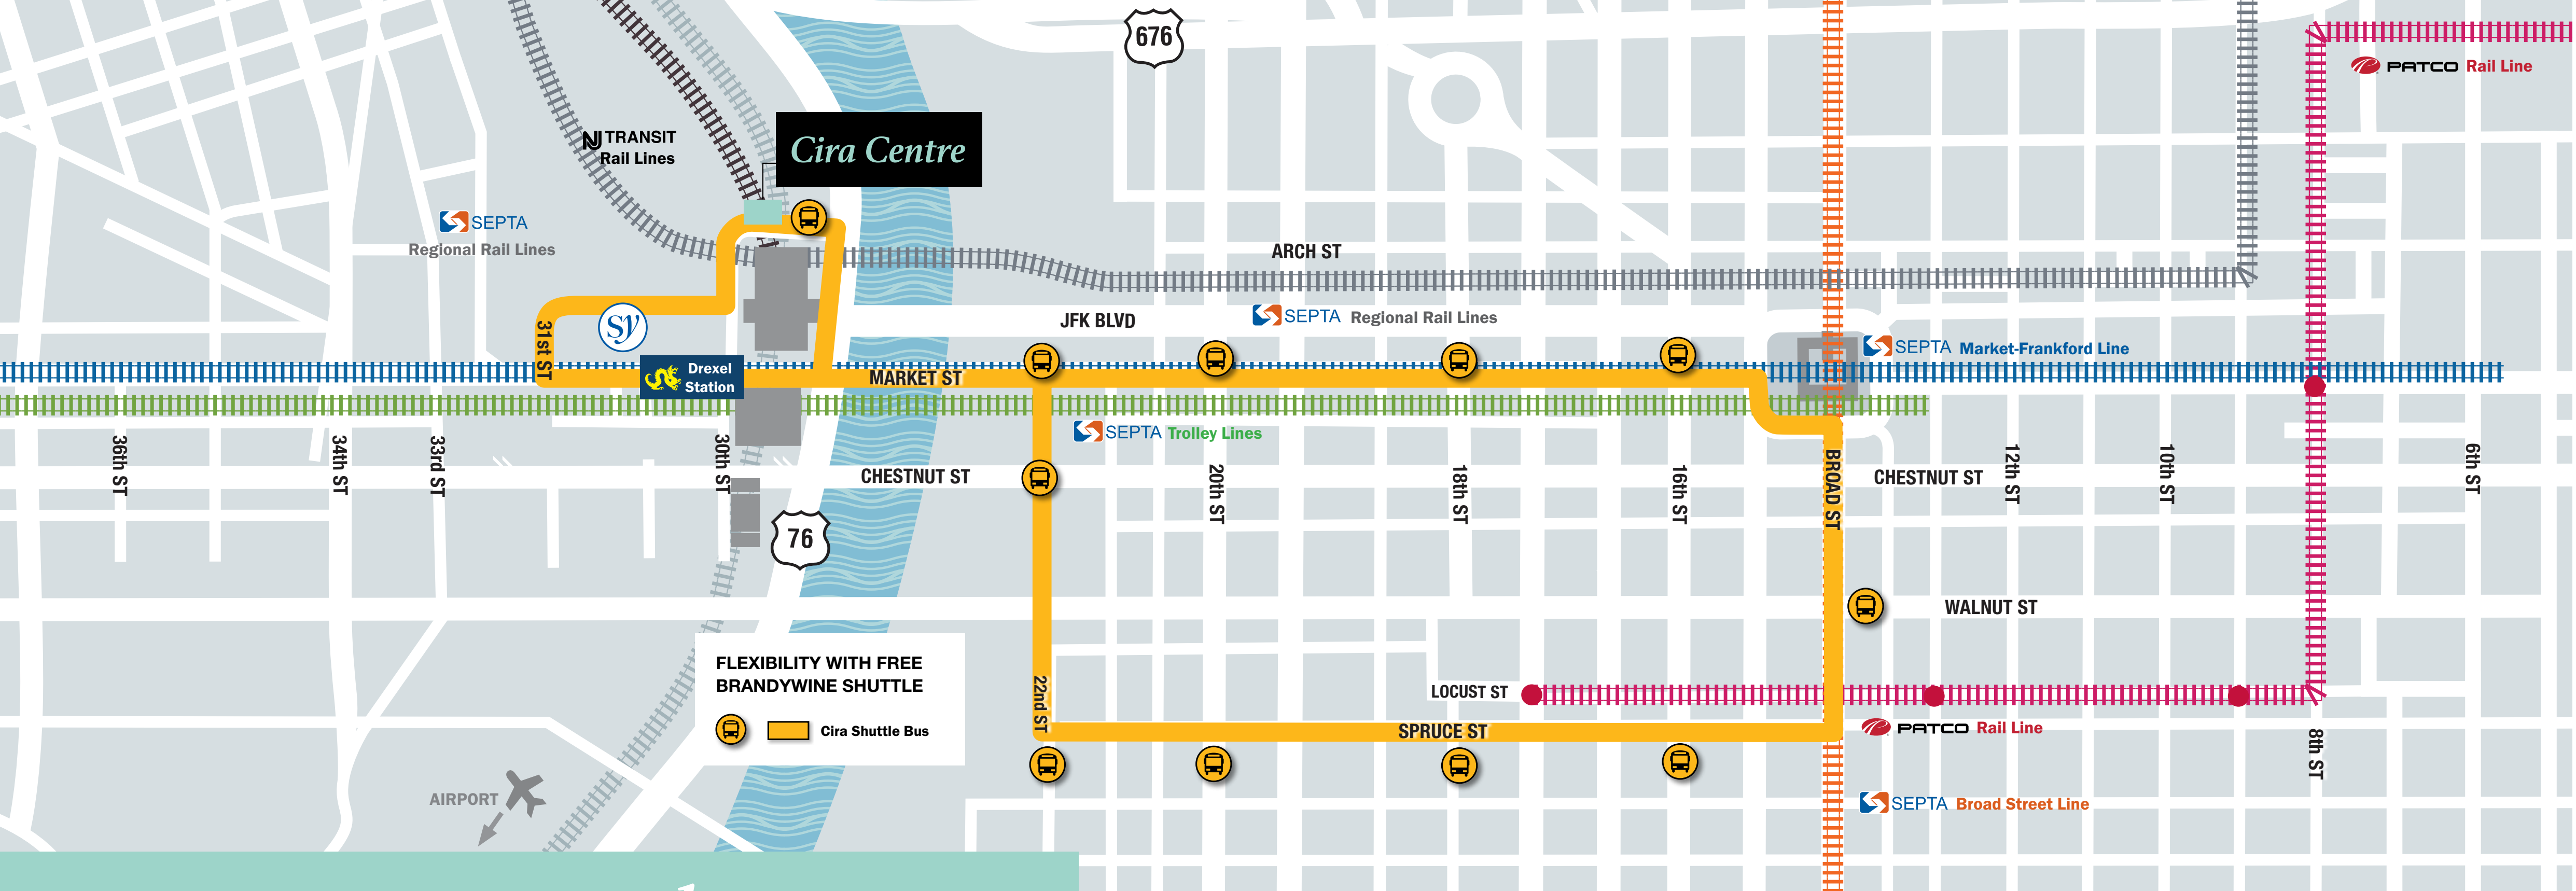 676
PATCO Rail Line
NJ TRANSIT
Rail Lines
Cira Centre
SEPTA
Regional Rail Lines
ARCH ST
JFK BLVD
SEPTA Regional Rail Lines
sy
31st ST
Drexel
Station
MARKET ST
SEPTA Market-Frankford Line
SEPTA Trolley Lines
36th ST
34th ST
33rd ST
30th ST
CHESTNUT ST
20th ST
18th ST
16th ST
BROAD ST
CHESTNUT ST
12th ST
10th ST
6th ST
76
WALNUT ST
FLEXIBILITY WITH FREE
BRANDYWINE SHUTTLE
Cira Shuttle Bus
22nd ST
LOCUST ST
SPRUCE ST
PATCO Rail Line
8th ST
AIRPORT
SEPTA Broad Street Line